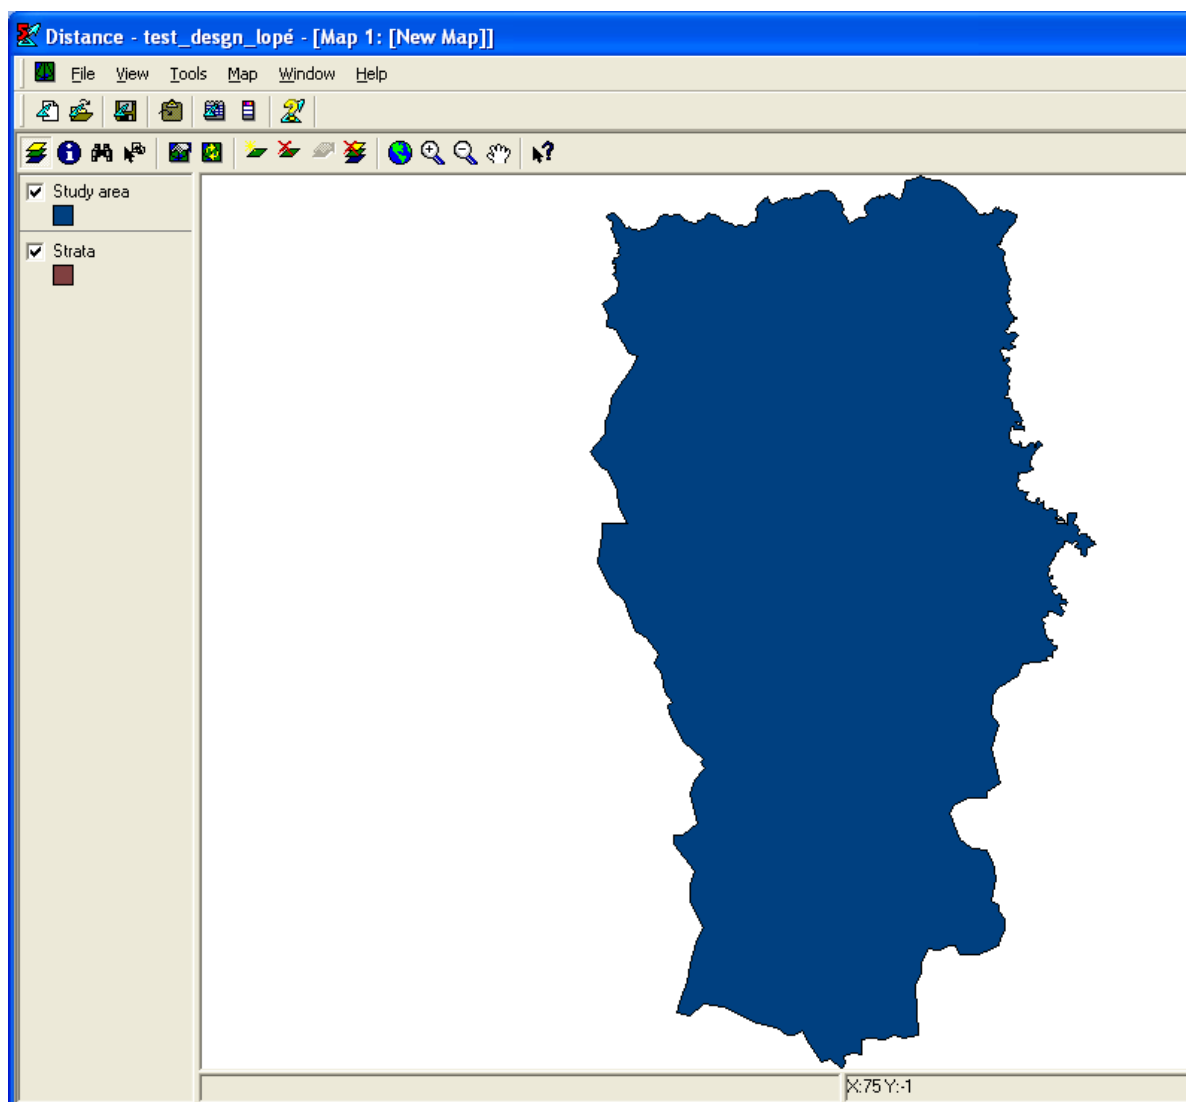 Distance - test_desgn_lopé - [Map 1: [New Map]]
File View Tools Map Window Help
Study area
Strata
X:75 Y:-1